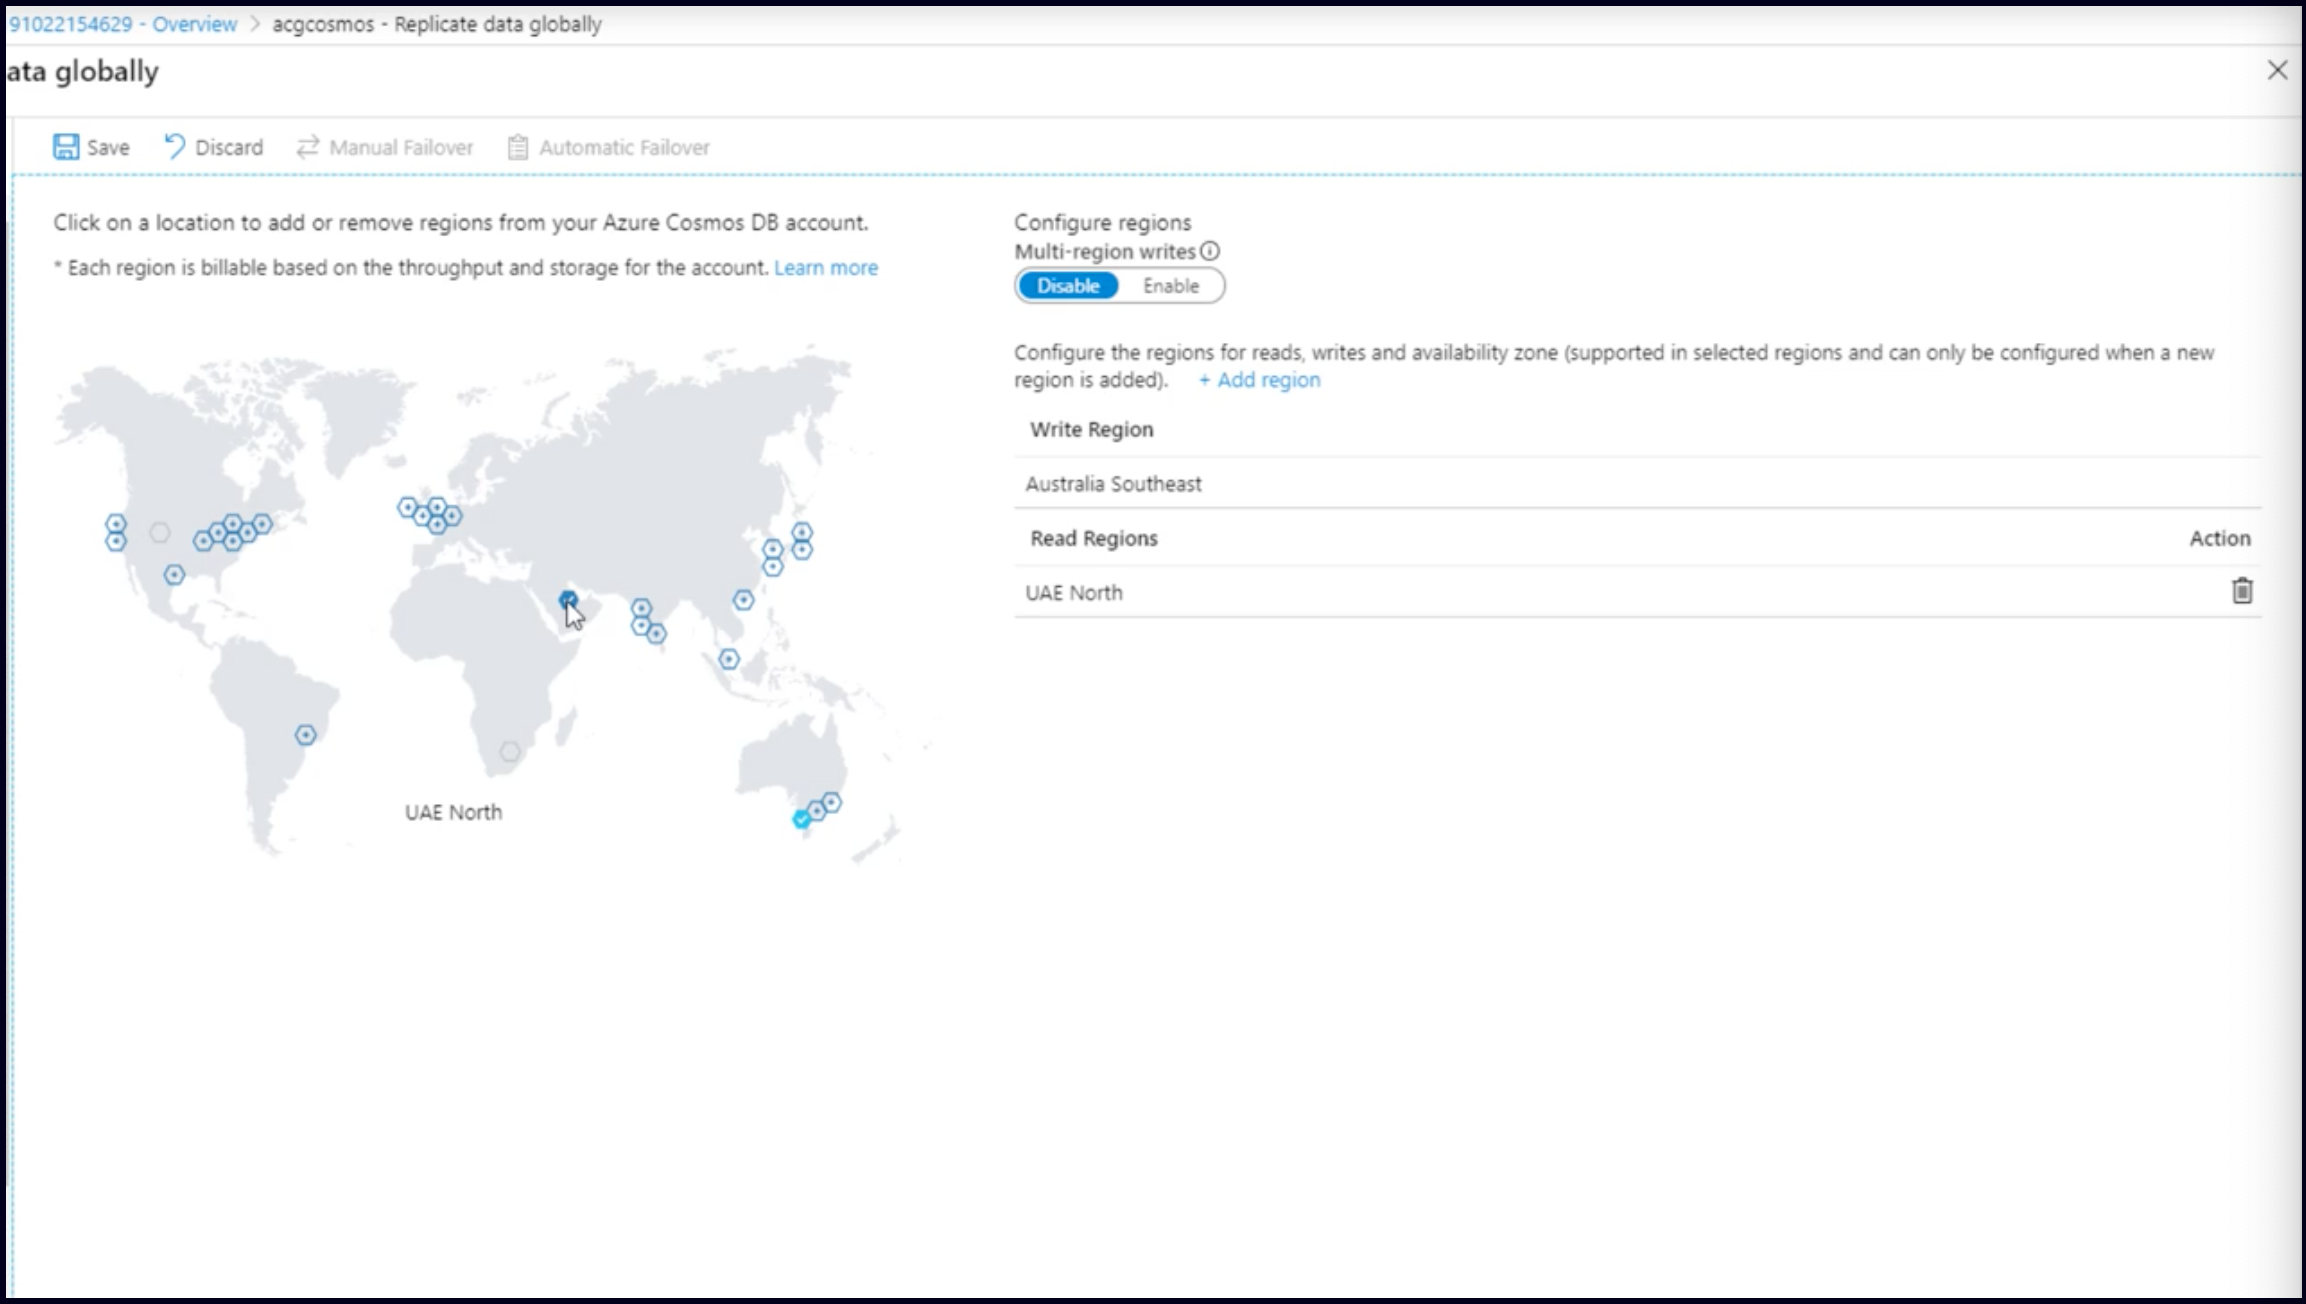 91022154629 - Overview > acgcosmos - Replicate data globally
ata globally
Save Discard Manual Failover Automatic Failover
Click on a location to add or remove regions from your Azure Cosmos DB account.
* Each region is billable based on the throughput and storage for the account. Learn more
UAE North
Configure regions
Multi-region writes
Disable Enable
Configure the regions for reads, writes and availability zone (supported in selected regions and can only be configured when a new
region is added). + Add region
Write Region
Australia Southeast
Read Regions Action
UAE North